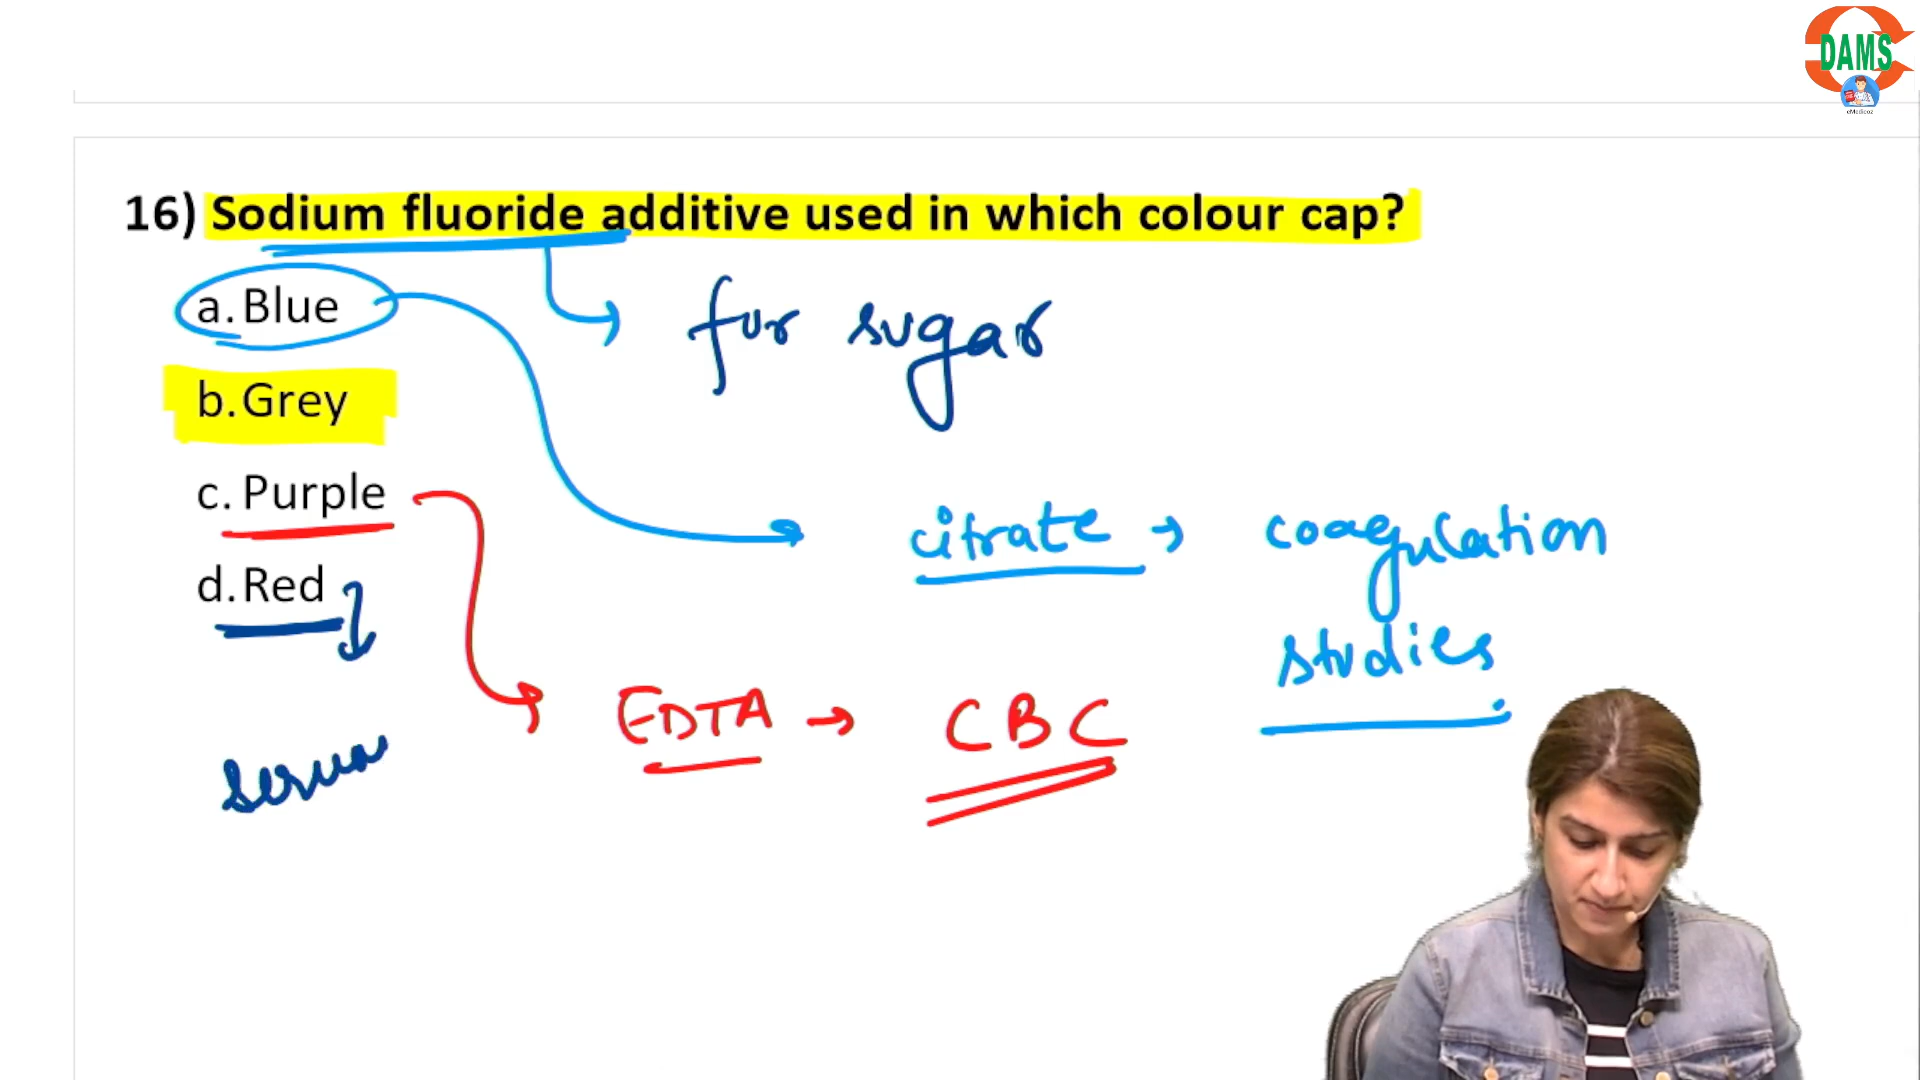 DAMS
eMedicoz
16) Sodium fluoride additive used in which colour cap?
a. Blue
for sugar
b. Grey
c. Purple
citrate → coagulation
studies
d. Red
EDTA → CBC